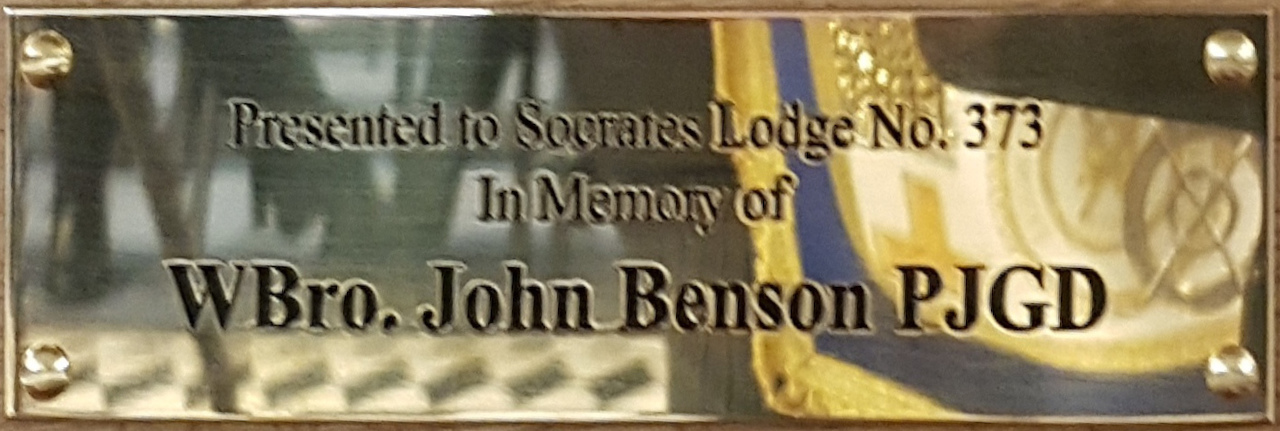 Presented to Socrates Lodge No. 373
In Memory of
WBro. John Benson PJGD